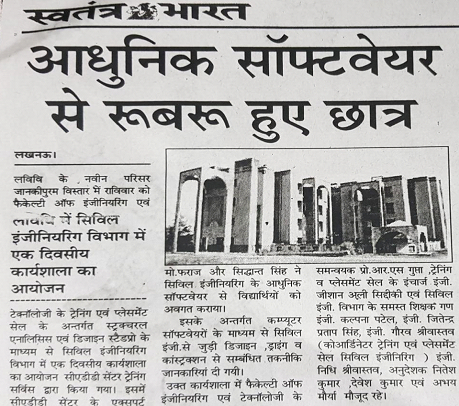 स्वतंत्र भारत
आधुनिक सॉफ्टवेयर
से रूबरू हुए छात्र
लखनऊ।
लविवि के नवीन परिसर
जानकीपुरम विस्तार में राविवार को
फैकेल्टी ऑफ इंजीनियरिंग एवं
लविवि में सिविल
इंजीनियरिंग विभाग में
एक दिवसीय
कार्यशाला का
आयोजन
टेक्नोलॉजी के ट्रेनिंग एवं प्लेसमेंट
सेल के अन्तर्गत स्ट्रक्चरल
एनालिसिस एवं डिजाइन स्टैडप्रो के
माध्यम से सिविल इंजीनियरिंग
विभाग में एक दिवसीय कार्यशाला
का आयोजन सीएडीडी सेंटर ट्रेनिंग
सर्विस द्वारा किया गया। इसमें
सीएडीडी सेंटर के एक्सपर्ट
मो.फराज और सिद्धान्त सिंह ने
सिविल इंजीनियरिंग के आधुनिक
सॉफ्टवेयर से विद्यार्थियों को
अवगत कराया।
इसके अन्तर्गत कम्प्यूटर
सॉफ्टवेयरों के माध्यम से सिविल
इंजी.से जुड़ी डिजाइन ,ड्राइंग व
कांस्ट्रक्शन से सम्बंधित तकनीकि
जानकारियां दी गयी।
उक्त कार्यशाला में फैकेल्टी ऑफ
इंजीनियरिंग एवं टेक्नोलॉजी के
समन्वयक प्रो.आर.एस गुप्ता ,ट्रेनिंग
व प्लेसमेंट सेल के इंचार्ज इंजी.
जीशान अली सिद्दीकी एवं सिविल
इंजी. विभाग के समस्त शिक्षक गण
इंजी. कल्पना पटेल, इंजी. जितेन्द्र
प्रताप सिंह, इंजी. गौरव श्रीवास्तव
(कोआर्डिनेटर ट्रेनिंग एवं प्लेसमेंट
सेल सिविल इंजीनिरिंग ) इंजी.
निधि श्रीवास्तव, अनुदेशक नितेश
कुमार ,देवेश कुमार एवं अभय
मौर्या मौजूद रहे।